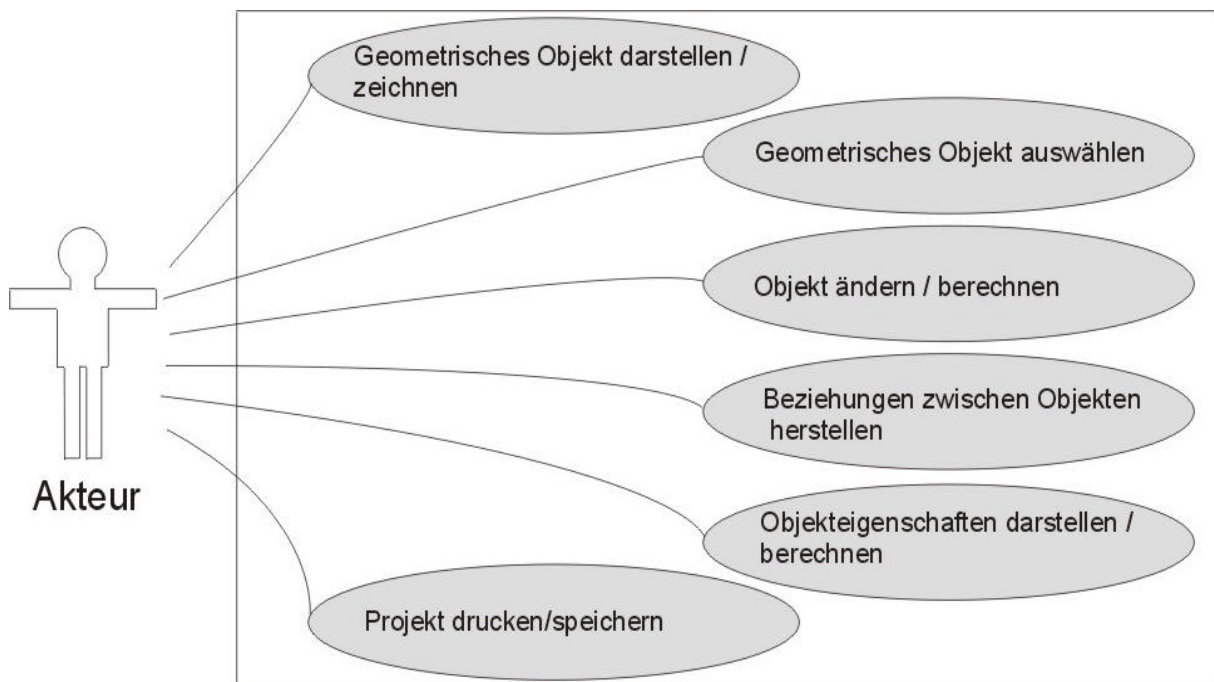 Geometrisches Objekt darstellen /
zeichnen
Geometrisches Objekt auswählen
Objekt ändern / berechnen
Beziehungen zwischen Objekten
herstellen
Akteur
Objekteigenschaften darstellen /
berechnen
Projekt drucken/speichern